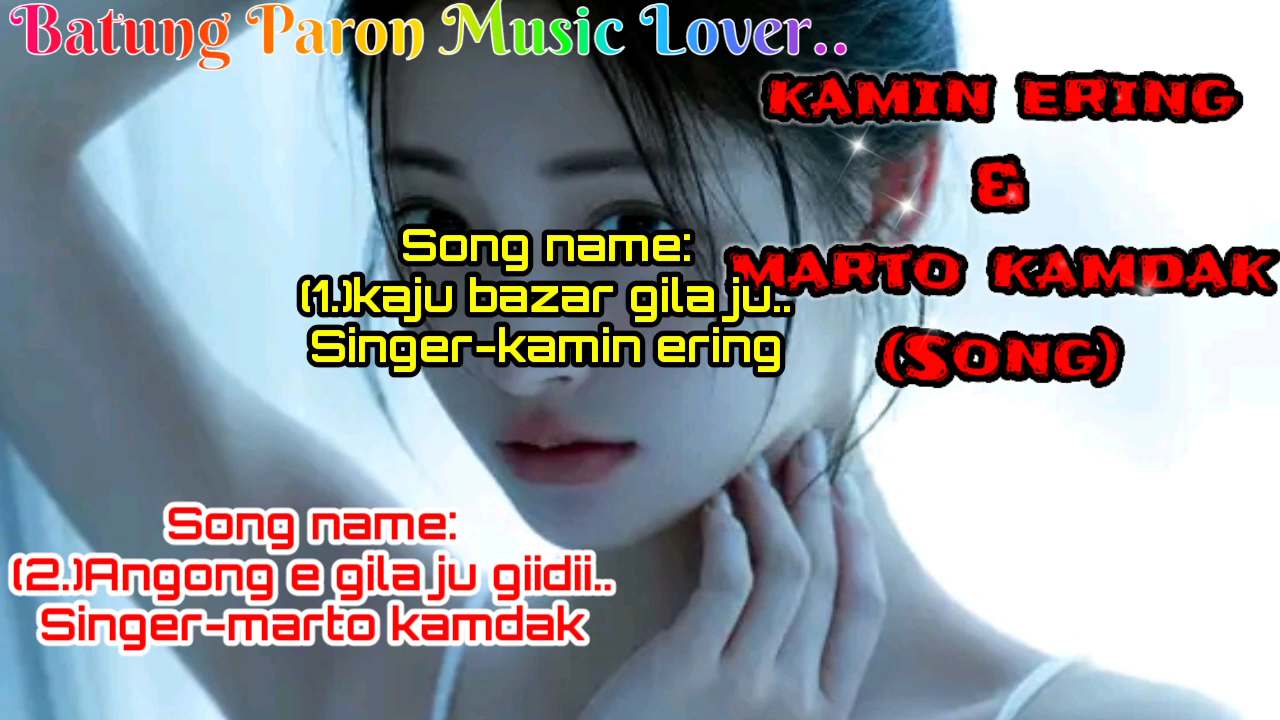 Batung Paron Music Lover..
KAMIN ERING
&
MARTO KAMDAK
(SONG)
Song name:
(1.)kaju bazar gila ju..
Singer-kamin ering
Song name:
(2.)Angong e gila ju giidii..
Singer-marto kamdak